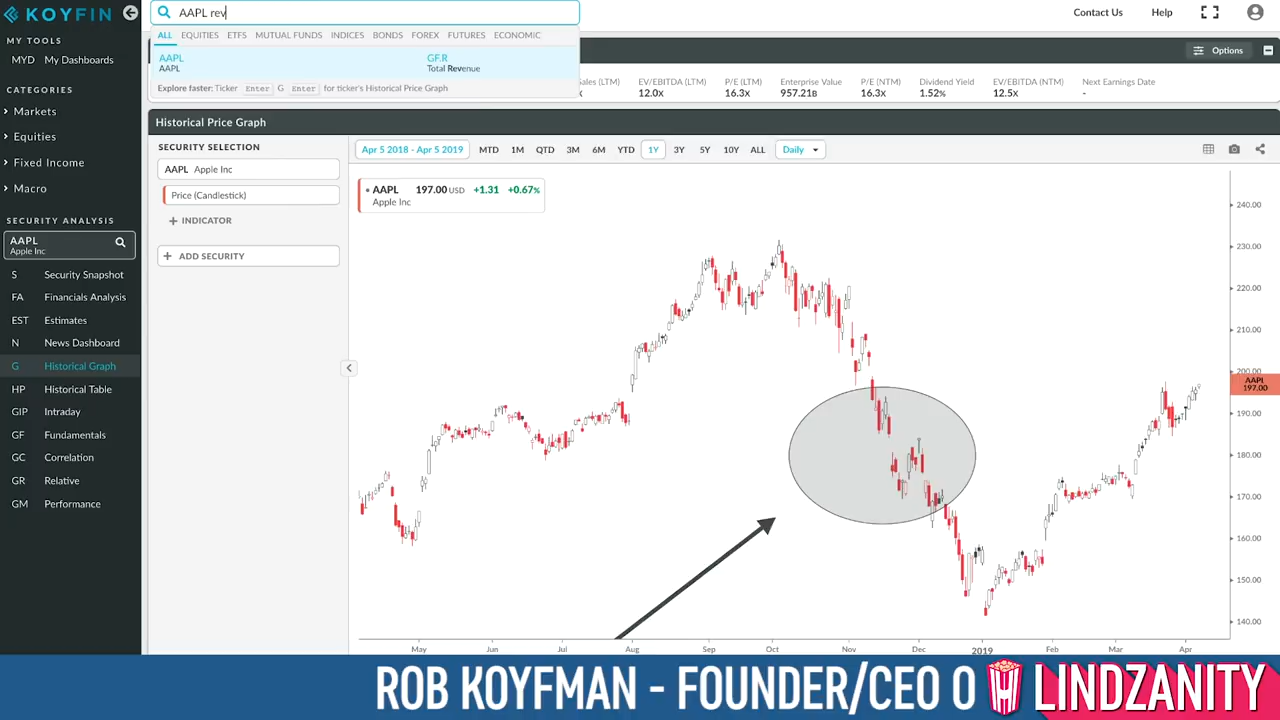 KOYFIN
AAPL rev
Contact Us
Help
ALL EQUITIES ETFS MUTUAL FUNDS INDICES BONDS FOREX FUTURES ECONOMIC
AAPL
AAPL
GF.R
Total Revenue
Explore faster: Ticker Enter G Enter for ticker's Historical Price Graph
Options
ales (LTM) EV/EBITDA (LTM) P/E (LTM) Enterprise Value P/E (NTM) Dividend Yield EV/EBITDA (NTM) Next Earnings Date
x 12.0X 16.3X 957.21B 16.3X 1.52% 12.5X -
MY TOOLS
MYD My Dashboards
CATEGORIES
Markets
Equities
Fixed Income
Macro
SECURITY ANALYSIS
AAPL
Apple Inc
S Security Snapshot
FA Financials Analysis
EST Estimates
N News Dashboard
G Historical Graph
HP Historical Table
GIP Intraday
GF Fundamentals
GC Correlation
GR Relative
GM Performance
Historical Price Graph
SECURITY SELECTION
AAPL Apple Inc
Price (Candlestick)
+ INDICATOR
+ ADD SECURITY
Apr 5 2018 - Apr 5 2019 MTD 1M QTD 3M 6M YTD 1Y 3Y 5Y 10Y ALL Daily
AAPL 197.00 USD +1.31 +0.67%
Apple Inc
240.00
230.00
220.00
210.00
200.00
AAPL
197.00
190.00
180.00
170.00
160.00
150.00
140.00
May Jun Jul Aug Sep Oct Nov Dec 2019 Feb Mar Apr
ROB KOYFMAN - FOUNDER/CEO O
LINDZANITY